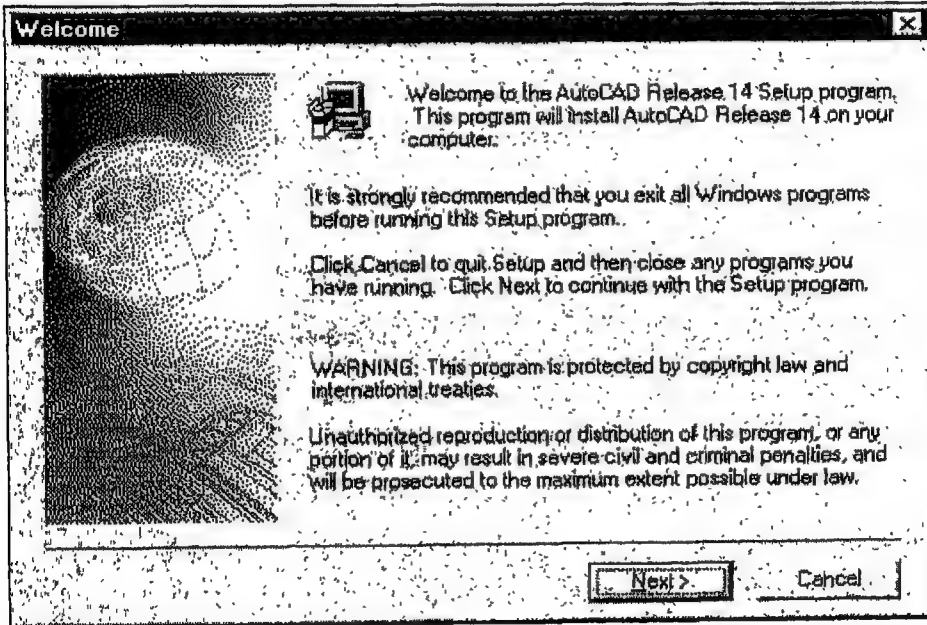 Welcome
Welcome to the AutoCAD Release 14 Setup program.
This program will install AutoCAD Release 14 on your
computer.
It is strongly recommended that you exit all Windows programs
before running this Setup program.
Click Cancel to quit Setup and then close any programs you
have running. Click Next to continue with the Setup program.
WARNING: This program is protected by copyright law and
international treaties.
Unauthorized reproduction or distribution of this program, or any
portion of it, may result in severe civil and criminal penalties, and
will be prosecuted to the maximum extent possible under law.
Next >
Cancel